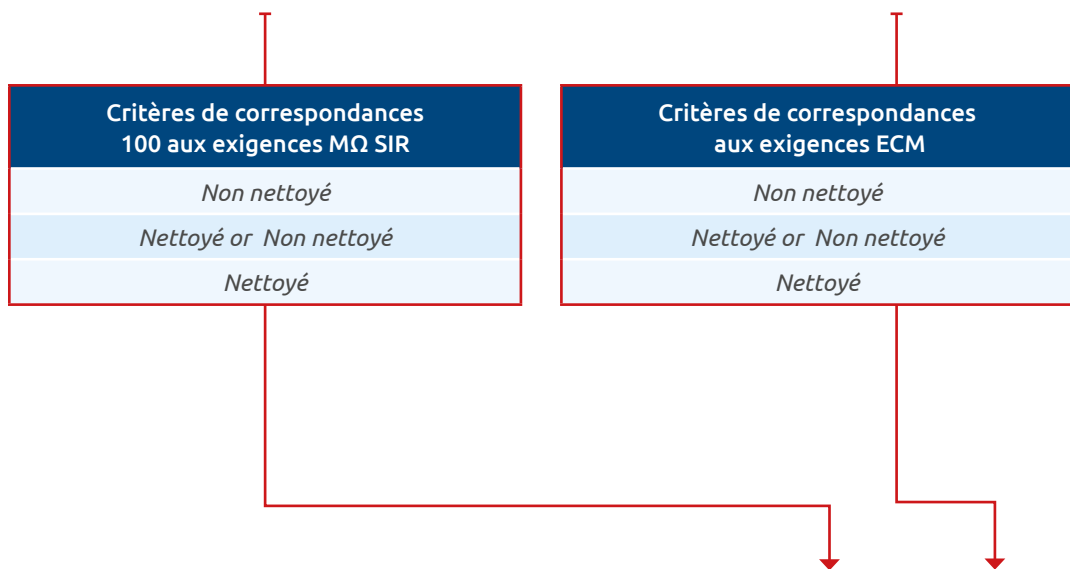 Critères de correspondances
100 aux exigences MΩ SIR
Non nettoyé
Nettoyé or Non nettoyé
Nettoyé
Critères de correspondances
aux exigences ECM
Non nettoyé
Nettoyé or Non nettoyé
Nettoyé